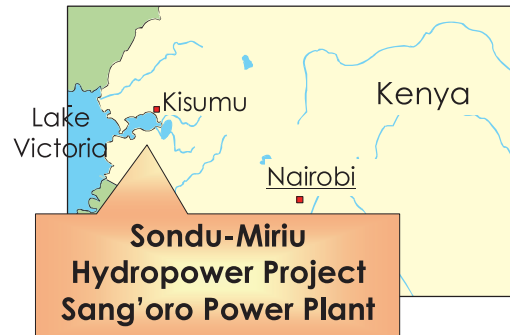 Kisumu
Kenya
Lake
Victoria
Nairobi
Sondu-Miriu
Hydropower Project
Sang'oro Power Plant